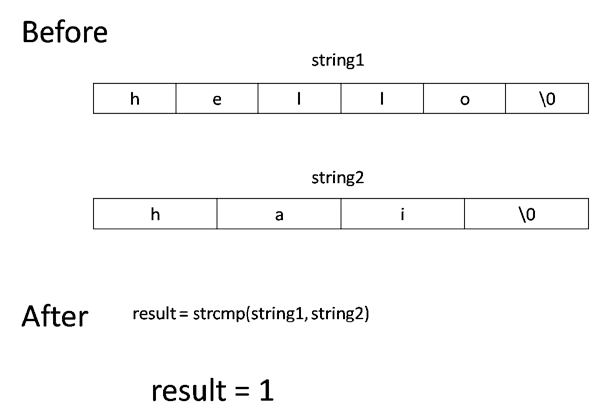 Before
string1
h e l l o \0
string2
h a i \0
After result = strcmp(string1, string2)
result = 1